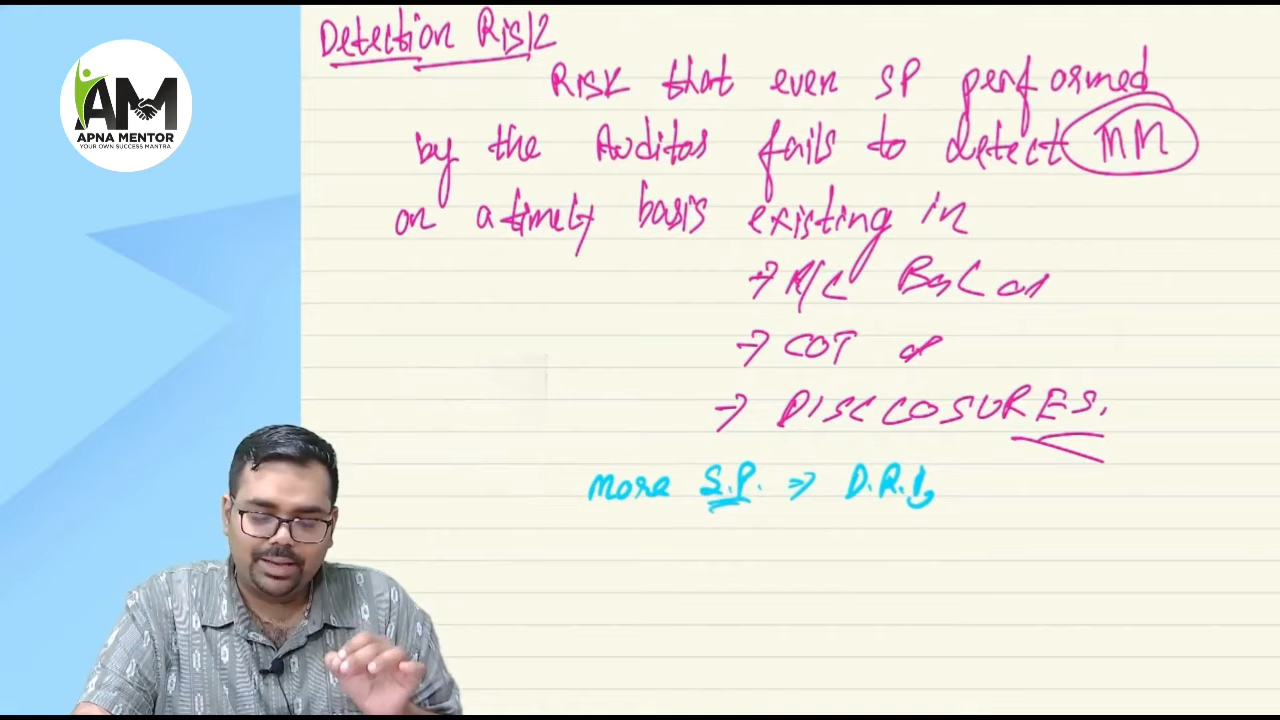 AM
APNA MENTOR
YOUR OWN SUCCESS MANTRA
Detection Risk
Risk that even SP performed
by the Auditor fails to detect MM
on a timely basis existing in
→ A/C Bal or
→ COT or
→ DISCLOSURES.
more S.P. ⇒ D.R.↓